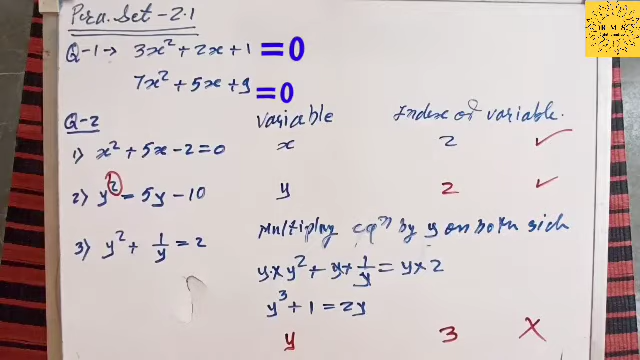 Pra. Set - 2.1
Q-1 → 3x² + 2x + 1 = 0
7x² + 5x + 9 = 0
Q-2 variable Index of variable.
1) x² + 5x - 2 = 0 x 2 ✓
2) y² = 5y - 10 y 2 ✓
3) y² + 1/y = 2 Multiply eqⁿ by y on both side
y × y² + y × 1/y = y × 2
y³ + 1 = 2y
y 3 ✗